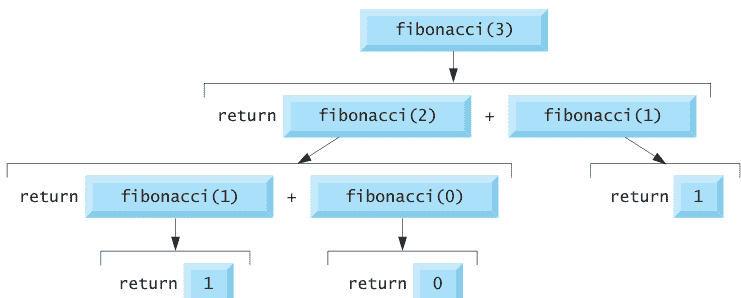 fibonacci(3)
return fibonacci(2) + fibonacci(1)
return fibonacci(1) + fibonacci(0) return 1
return 1 return 0